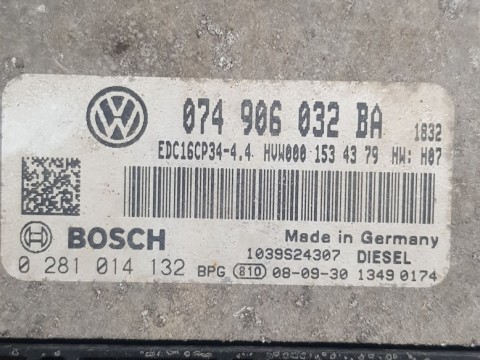 074 906 032 BA 1832
EDC16CP34-4.4 HVW000 153 43 79 HW: H07
BOSCH
Made in Germany
1039S24307 DIESEL
0 281 014 132 BPG 810 08-09-30 1349 0174